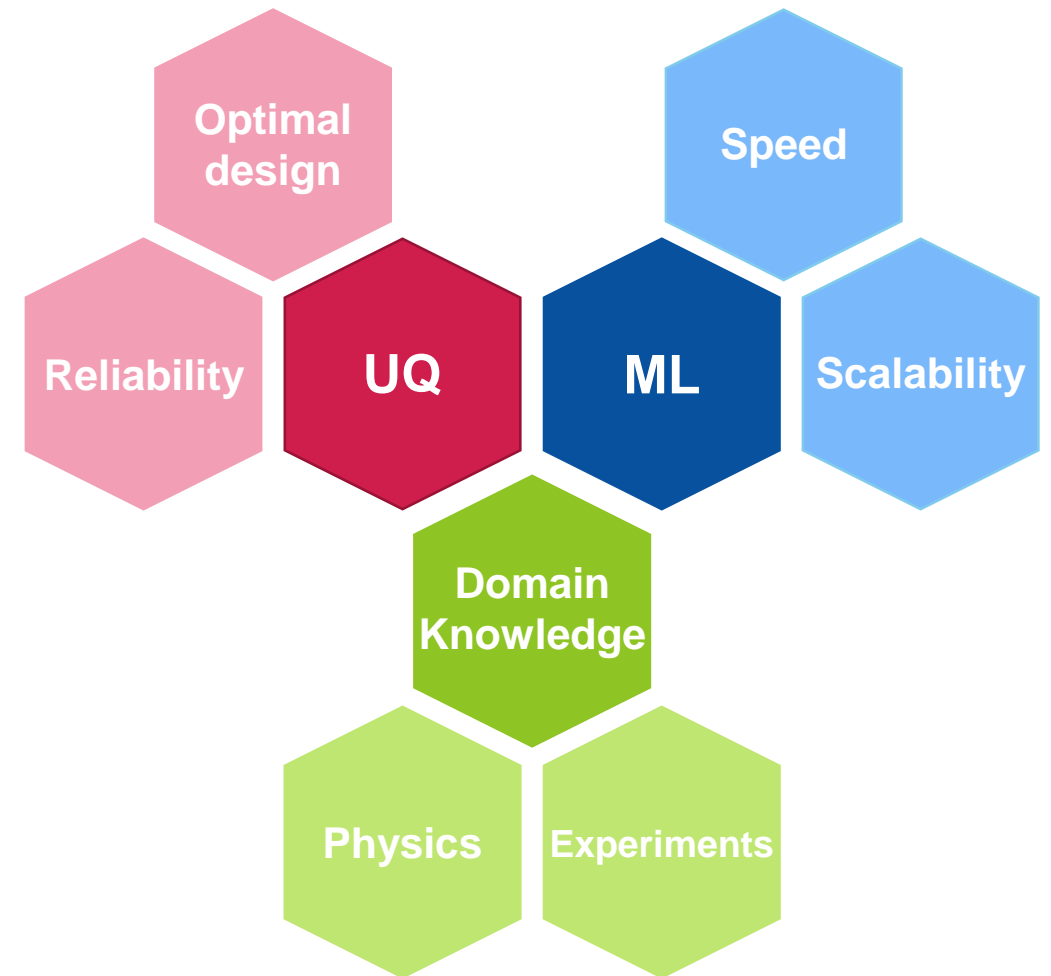 Optimal
design
Speed
Reliability
UQ
ML
Scalability
Domain
Knowledge
Physics
Experiments